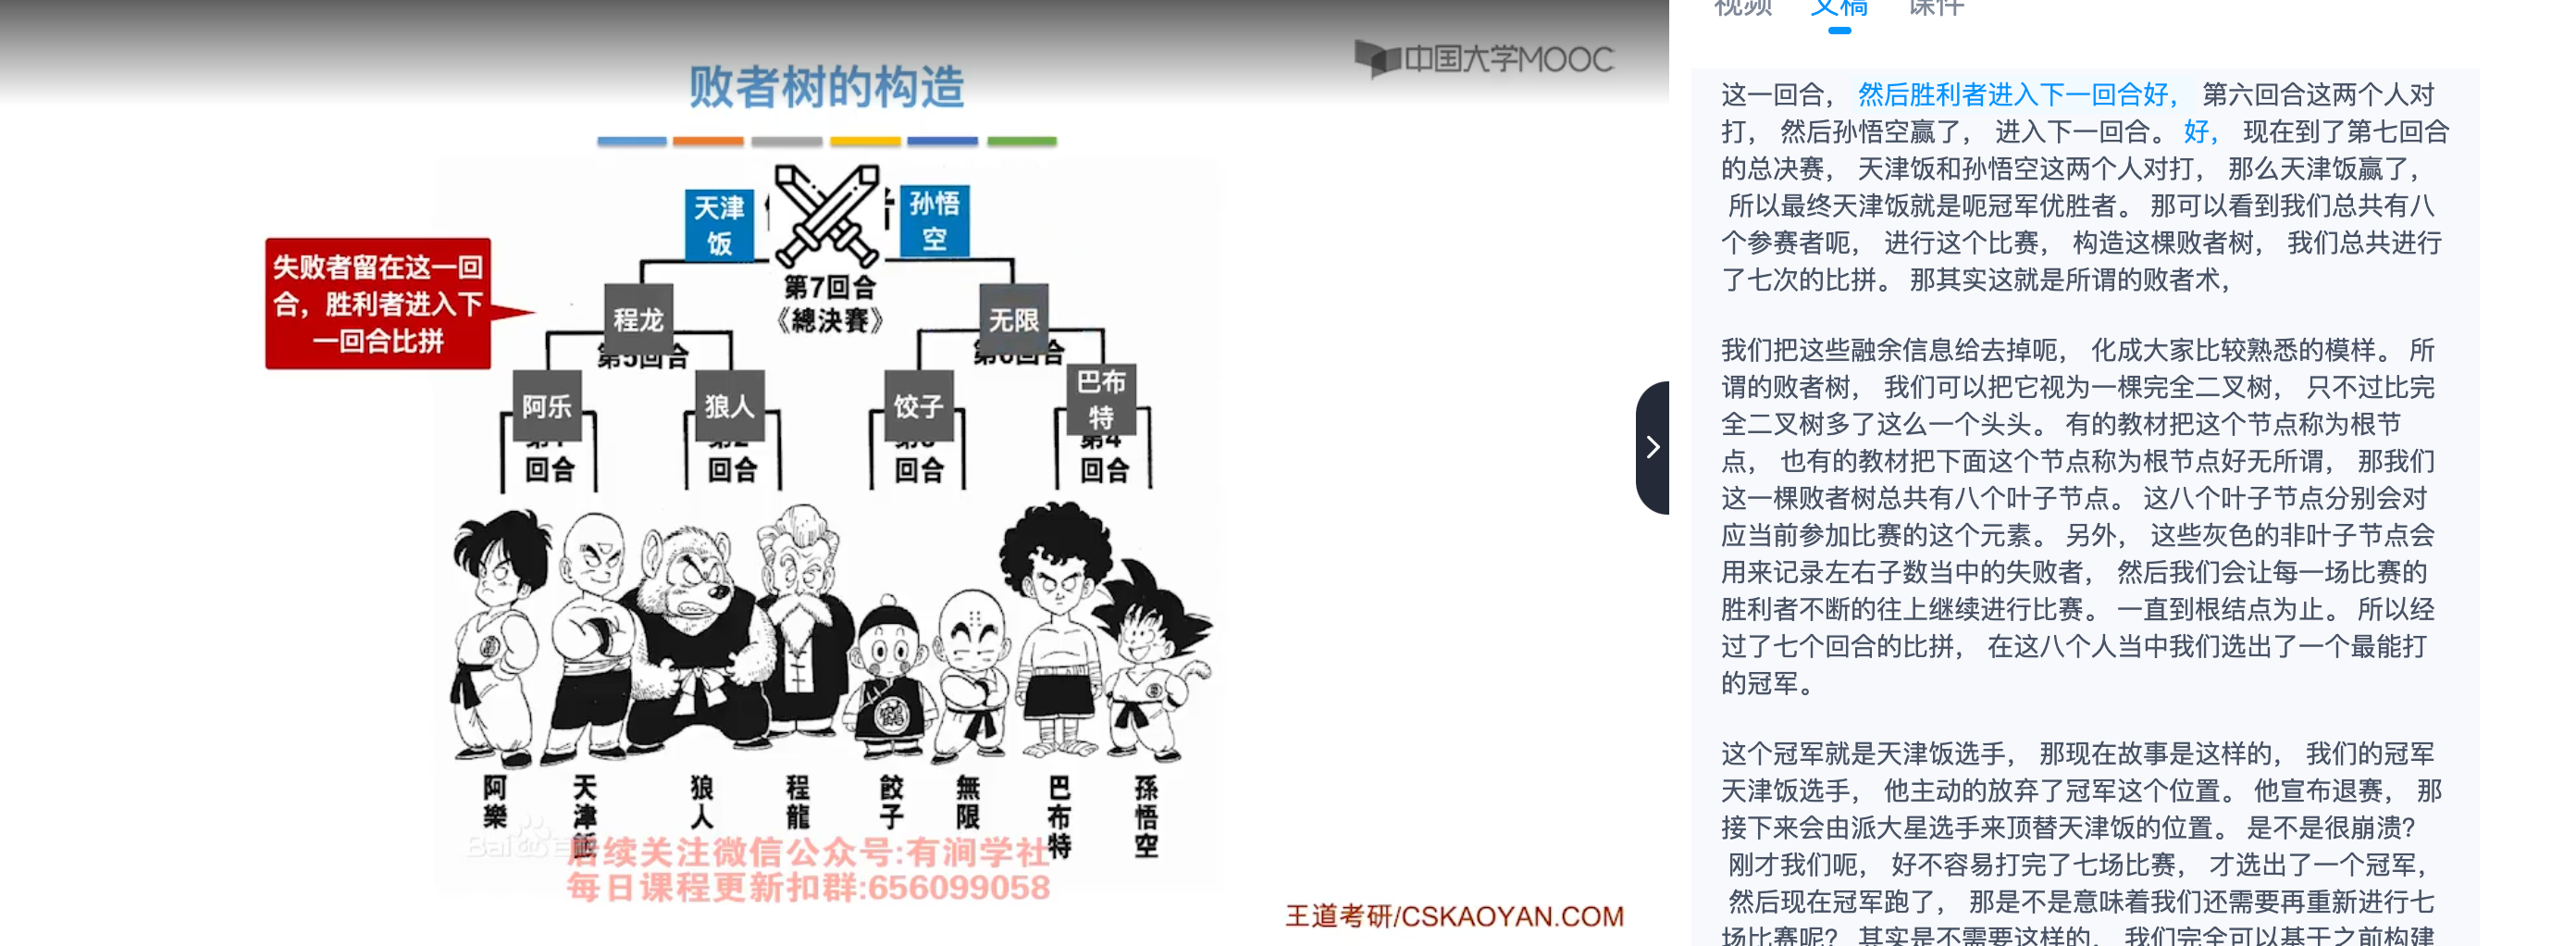 中国大学MOOC
败者树的构造
天津饭
孙悟空
失败者留在这一回
合，胜利者进入下
一回合比拼
第7回合
《總決賽》
程龙
无限
第5回合
阿乐
狼人
饺子
巴布特
第4
回合
回合
回合
回合
阿樂
天津飯
狼人
程龍
餃子
無限
巴布特
孫悟空
后续关注微信公众号:有涧学社
每日课程更新扣群:656099058
王道考研/CSKAOYAN.COM
视频 文稿 课件
这一回合， 然后胜利者进入下一回合好， 第六回合这两个人对
打， 然后孙悟空赢了， 进入下一回合。 好， 现在到了第七回合
的总决赛， 天津饭和孙悟空这两个人对打， 那么天津饭赢了，
所以最终天津饭就是呃冠军优胜者。 那可以看到我们总共有八
个参赛者呃， 进行这个比赛， 构造这棵败者树， 我们总共进行
了七次的比拼。 那其实这就是所谓的败者术，
我们把这些融余信息给去掉呃， 化成大家比较熟悉的模样。 所
谓的败者树， 我们可以把它视为一棵完全二叉树， 只不过比完
全二叉树多了这么一个头头。 有的教材把这个节点称为根节
点， 也有的教材把下面这个节点称为根节点好无所谓， 那我们
这一棵败者树总共有八个叶子节点。 这八个叶子节点分别会对
应当前参加比赛的这个元素。 另外， 这些灰色的非叶子节点会
用来记录左右子数当中的失败者， 然后我们会让每一场比赛的
胜利者不断的往上继续进行比赛。 一直到根结点为止。 所以经
过了七个回合的比拼， 在这八个人当中我们选出了一个最能打
的冠军。
这个冠军就是天津饭选手， 那现在故事是这样的， 我们的冠军
天津饭选手， 他主动的放弃了冠军这个位置。 他宣布退赛， 那
接下来会由派大星选手来顶替天津饭的位置。 是不是很崩溃？
刚才我们呃， 好不容易打完了七场比赛， 才选出了一个冠军，
然后现在冠军跑了， 那是不是意味着我们还需要再重新进行七
场比赛呢？ 其实是不需要这样的， 我们完全可以基于之前构建